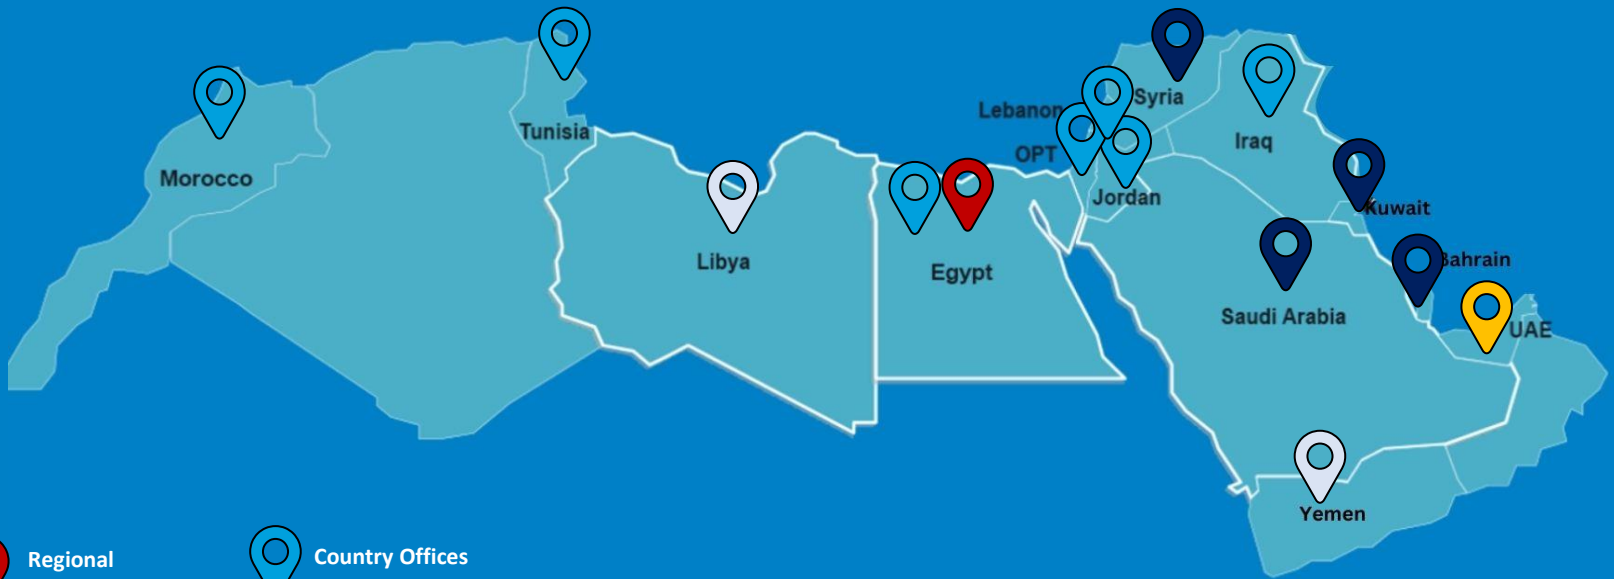 Tunisia
Morocco
Libya
Egypt
Lebanon
OPT
Syria
Jordan
Iraq
Kuwait
Bahrain
Saudi Arabia
UAE
Yemen
Regional
Country Offices